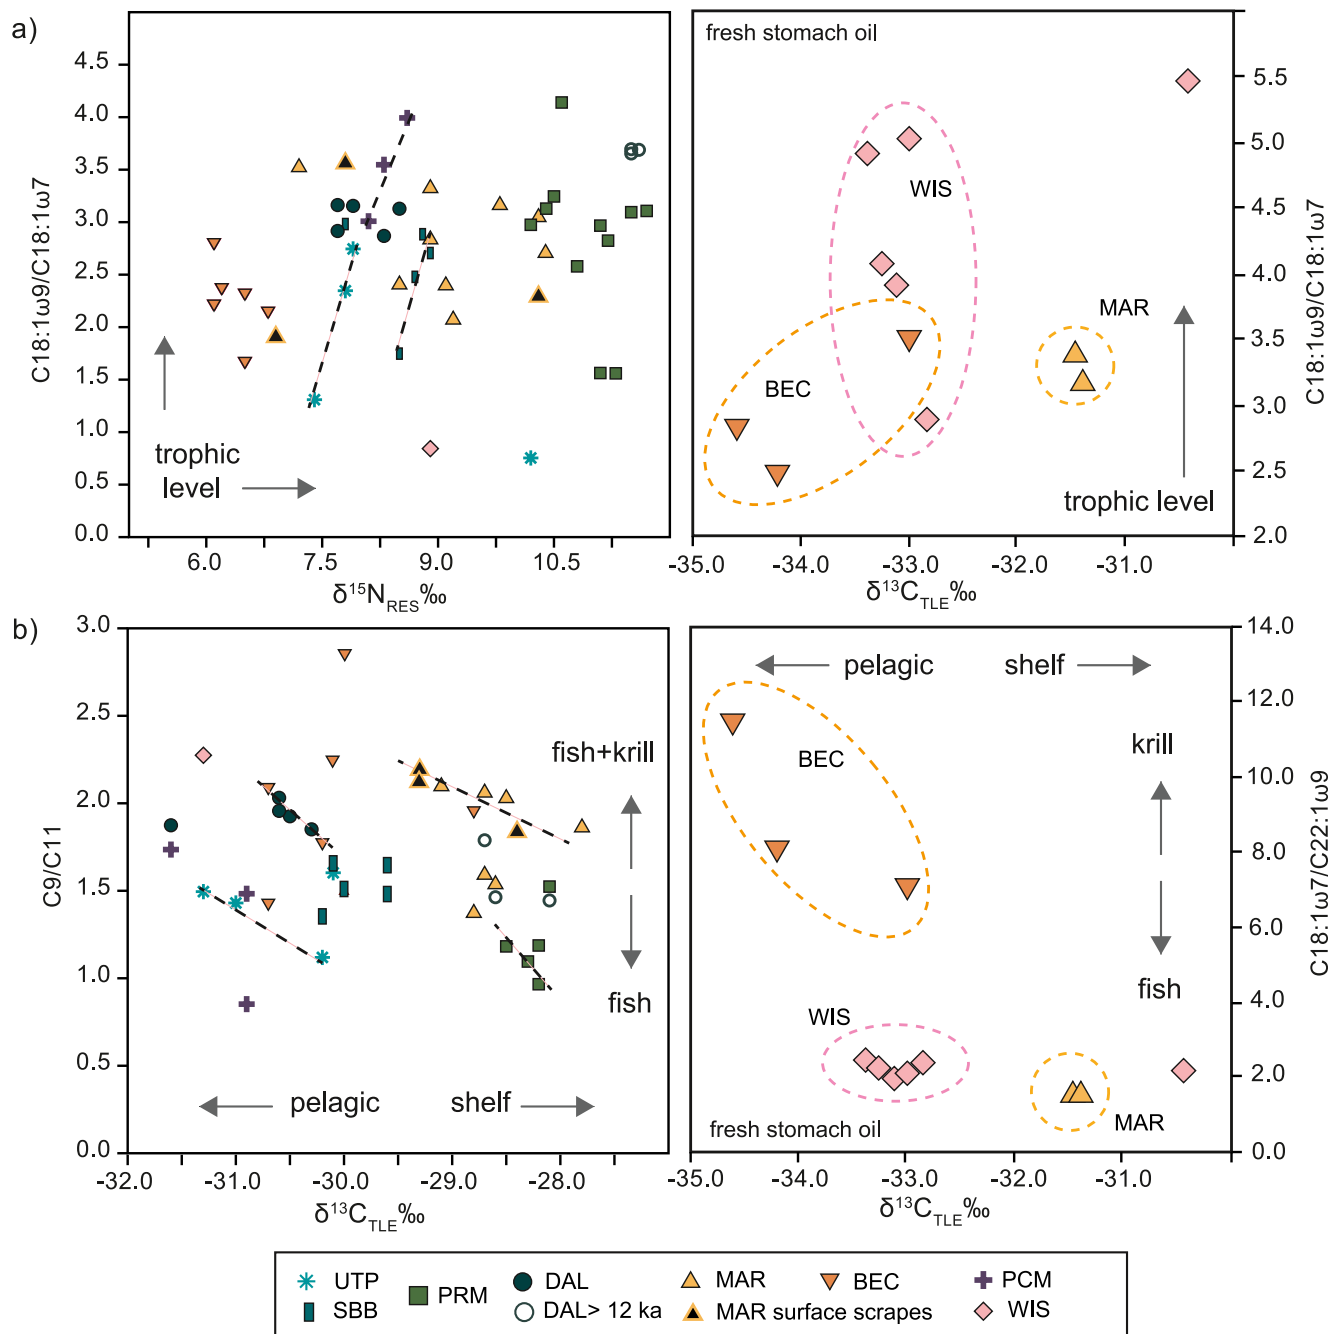 a)
C18:1ω9/C18:1ω7
4.5
4.0
3.5
3.0
2.5
2.0
1.5
1.0
0.5
0.0
trophic
level
6.0 7.5 9.0 10.5
δ¹⁵N_RES‰
fresh stomach oil
WIS
BEC
MAR
trophic level
5.5
5.0
4.5
4.0
3.5
3.0
2.5
2.0
C18:1ω9/C18:1ω7
-35.0 -34.0 -33.0 -32.0 -31.0
δ¹³C_TLE‰
b)
C9/C11
3.0
2.5
2.0
1.5
1.0
0.5
0.0
fish+krill
fish
pelagic shelf
-32.0 -31.0 -30.0 -29.0 -28.0
δ¹³C_TLE‰
pelagic shelf
BEC
krill
fish
WIS
MAR
fresh stomach oil
14.0
12.0
10.0
8.0
6.0
4.0
2.0
0.0
C18:1ω7/C22:1ω9
-35.0 -34.0 -33.0 -32.0 -31.0
δ¹³C_TLE‰
UTP PRM DAL MAR BEC PCM
SBB DAL> 12 ka MAR surface scrapes WIS